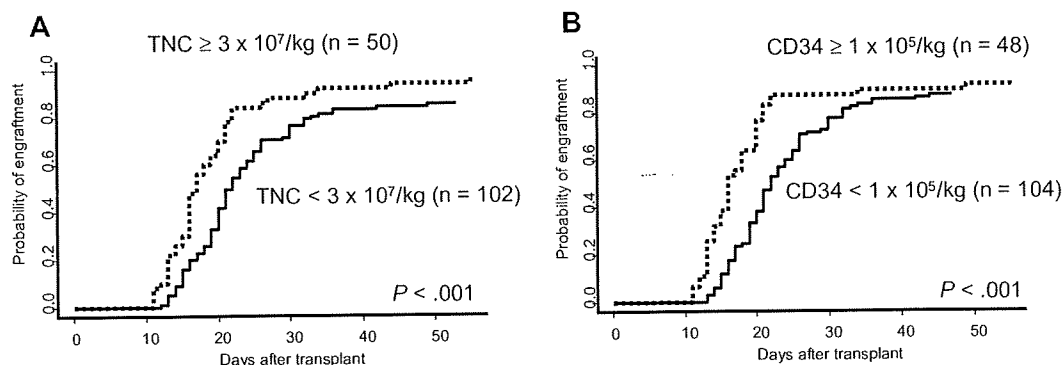 A
TNC ≥ 3 x 10⁷/kg (n = 50)
Probability of engraftment
1.0
0.8
0.6
0.4
0.2
0.0
TNC < 3 x 10⁷/kg (n = 102)
P < .001
0 10 20 30 40 50
Days after transplant
B
CD34 ≥ 1 x 10⁵/kg (n = 48)
Probability of engraftment
1.0
0.8
0.6
0.4
0.2
0.0
CD34 < 1 x 10⁵/kg (n = 104)
P < .001
0 10 20 30 40 50
Days after transplant